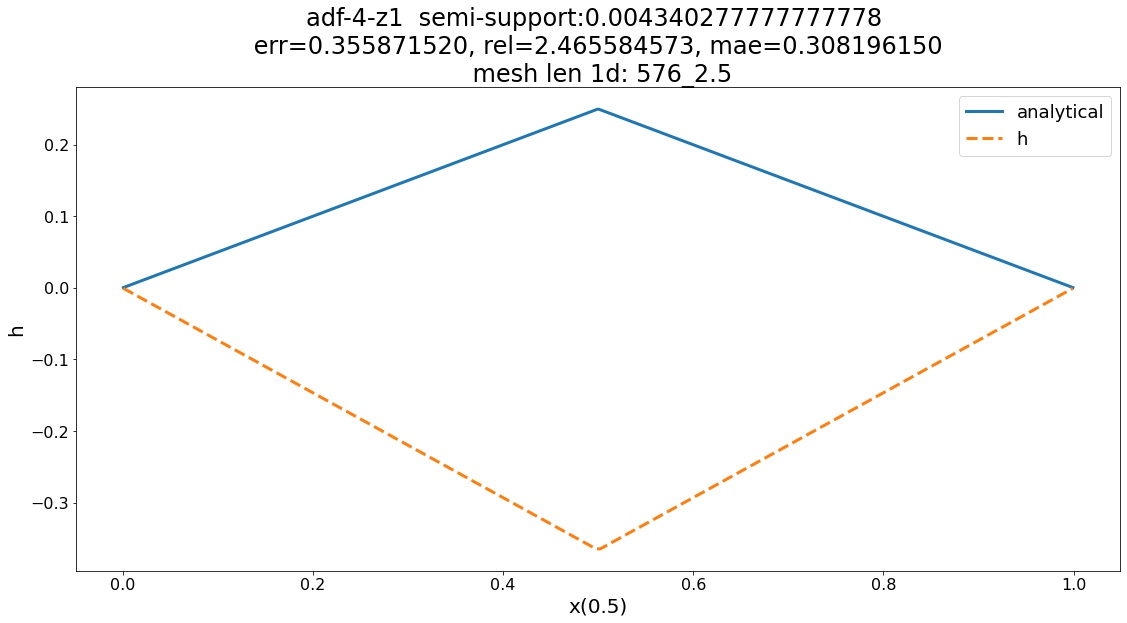 adf-4-z1  semi-support:0.004340277777777778
err=0.355871520, rel=2.465584573, mae=0.308196150
mesh len 1d: 576_2.5
analytical
h
0.2
0.1
0.0
−0.1
−0.2
−0.3
h
0.0
0.2
0.4
0.6
0.8
1.0
x(0.5)